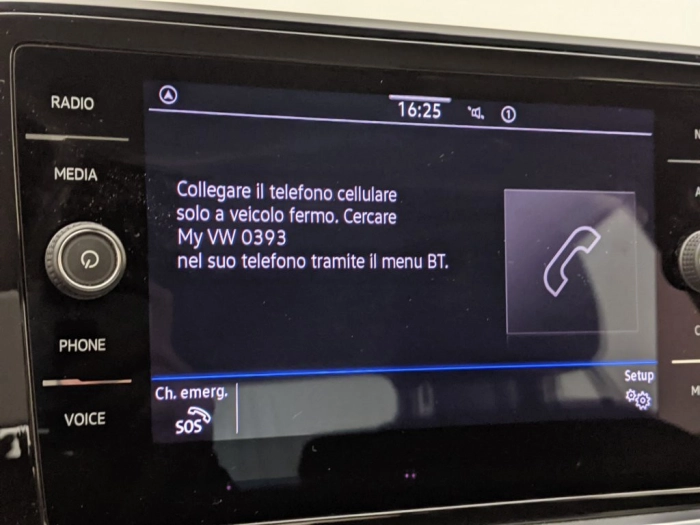 RADIO
16:25
1
MEDIA
Collegare il telefono cellulare
solo a veicolo fermo. Cercare
My VW 0393
nel suo telefono tramite il menu BT.
PHONE
Setup
Ch. emerg.
SOS
VOICE